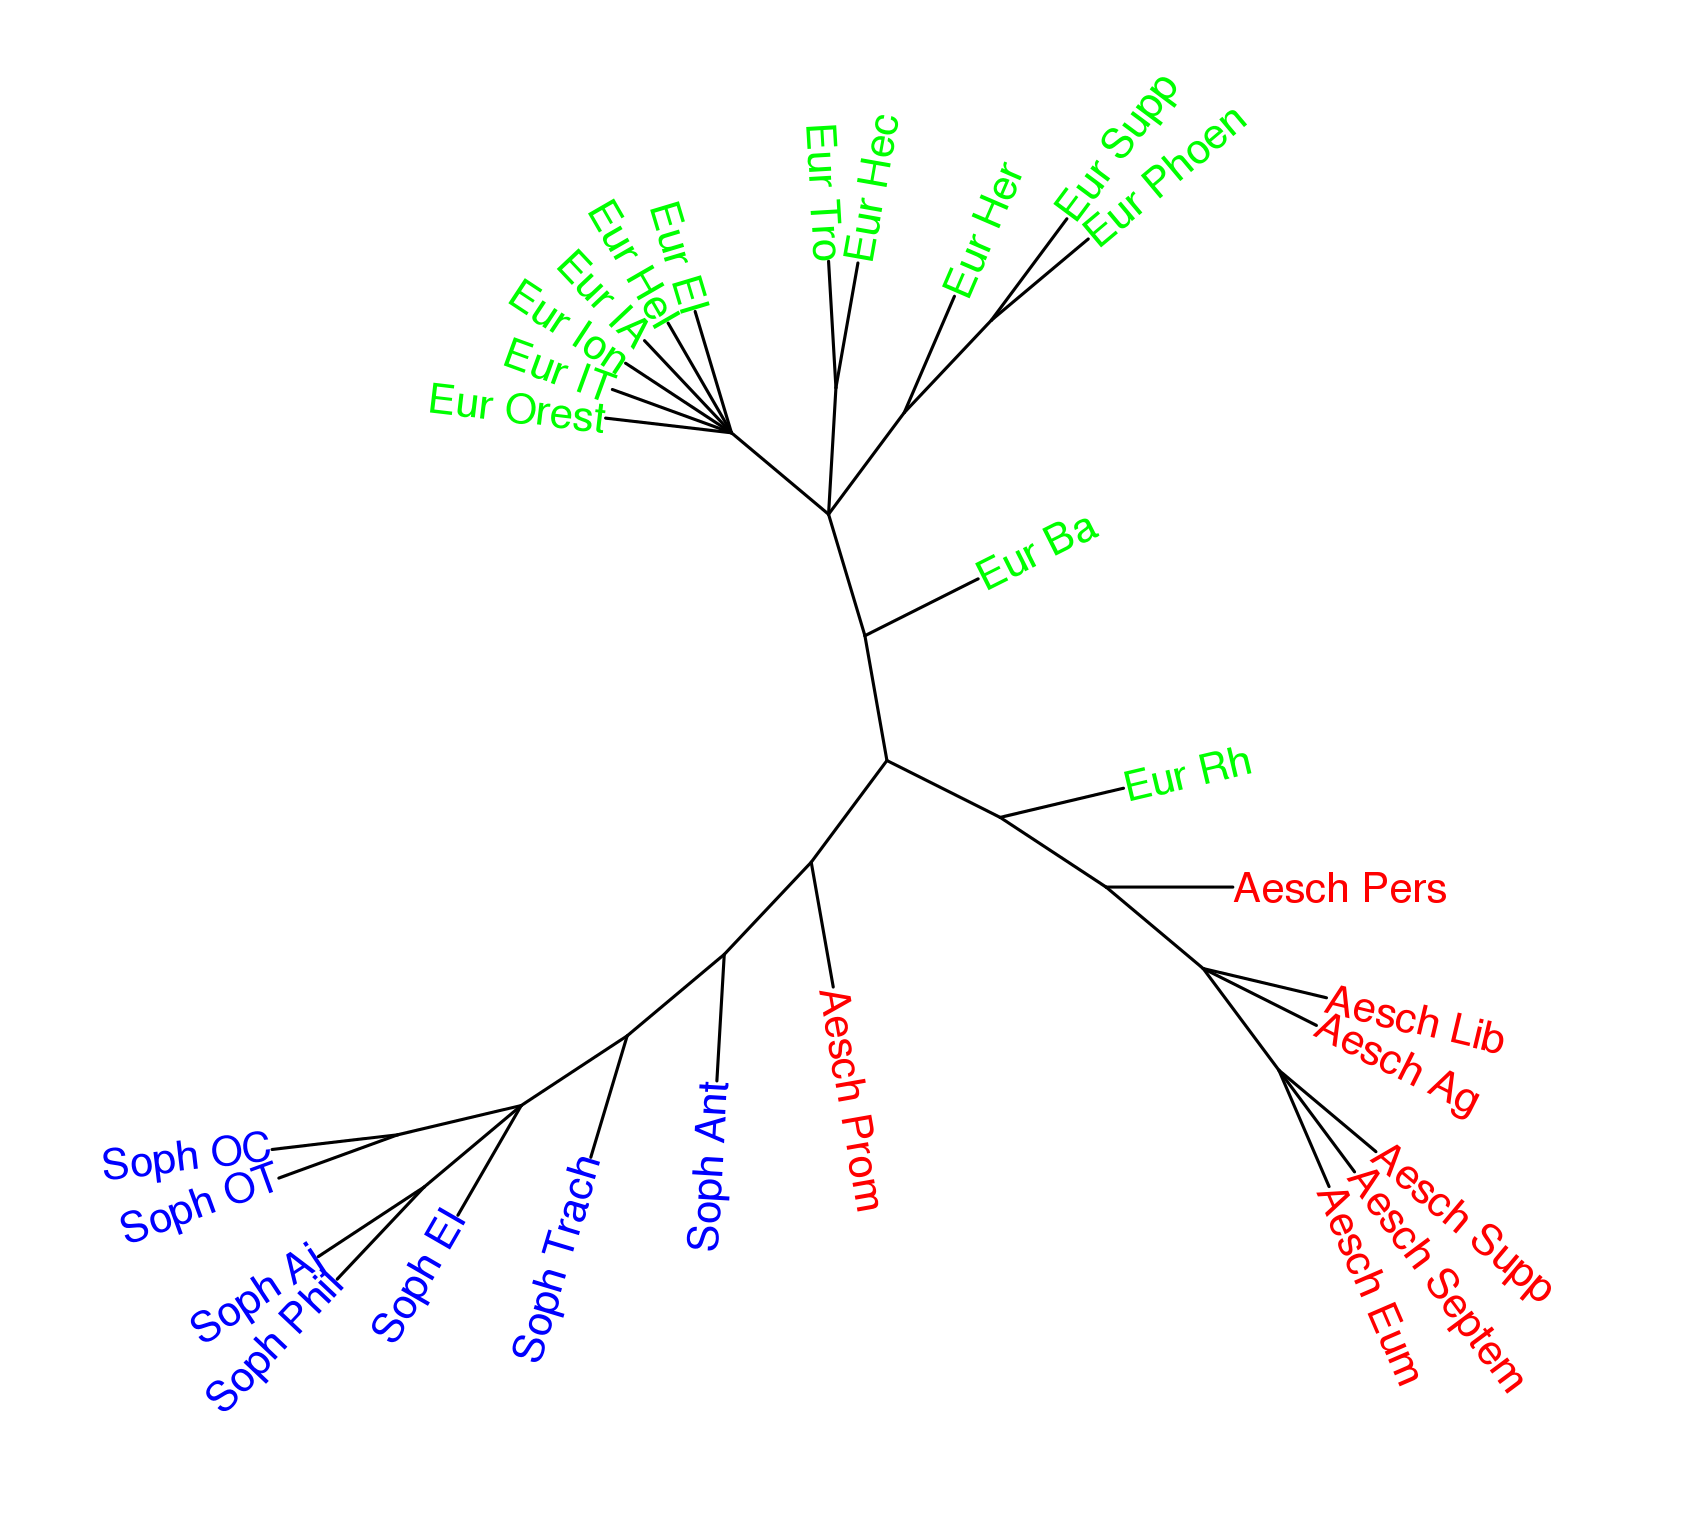 Eur Supp
Eur Phoen
Eur Hec
Eur Tro
Eur Her
Eur El
Eur Hel
Eur IA
Eur Ion
Eur IT
Eur Orest
Eur Ba
Eur Rh
Aesch Pers
Aesch Lib
Aesch Ag
Aesch Supp
Aesch Septem
Aesch Eum
Aesch Prom
Soph Ant
Soph Trach
Soph El
Soph Phil
Soph Aj
Soph OT
Soph OC